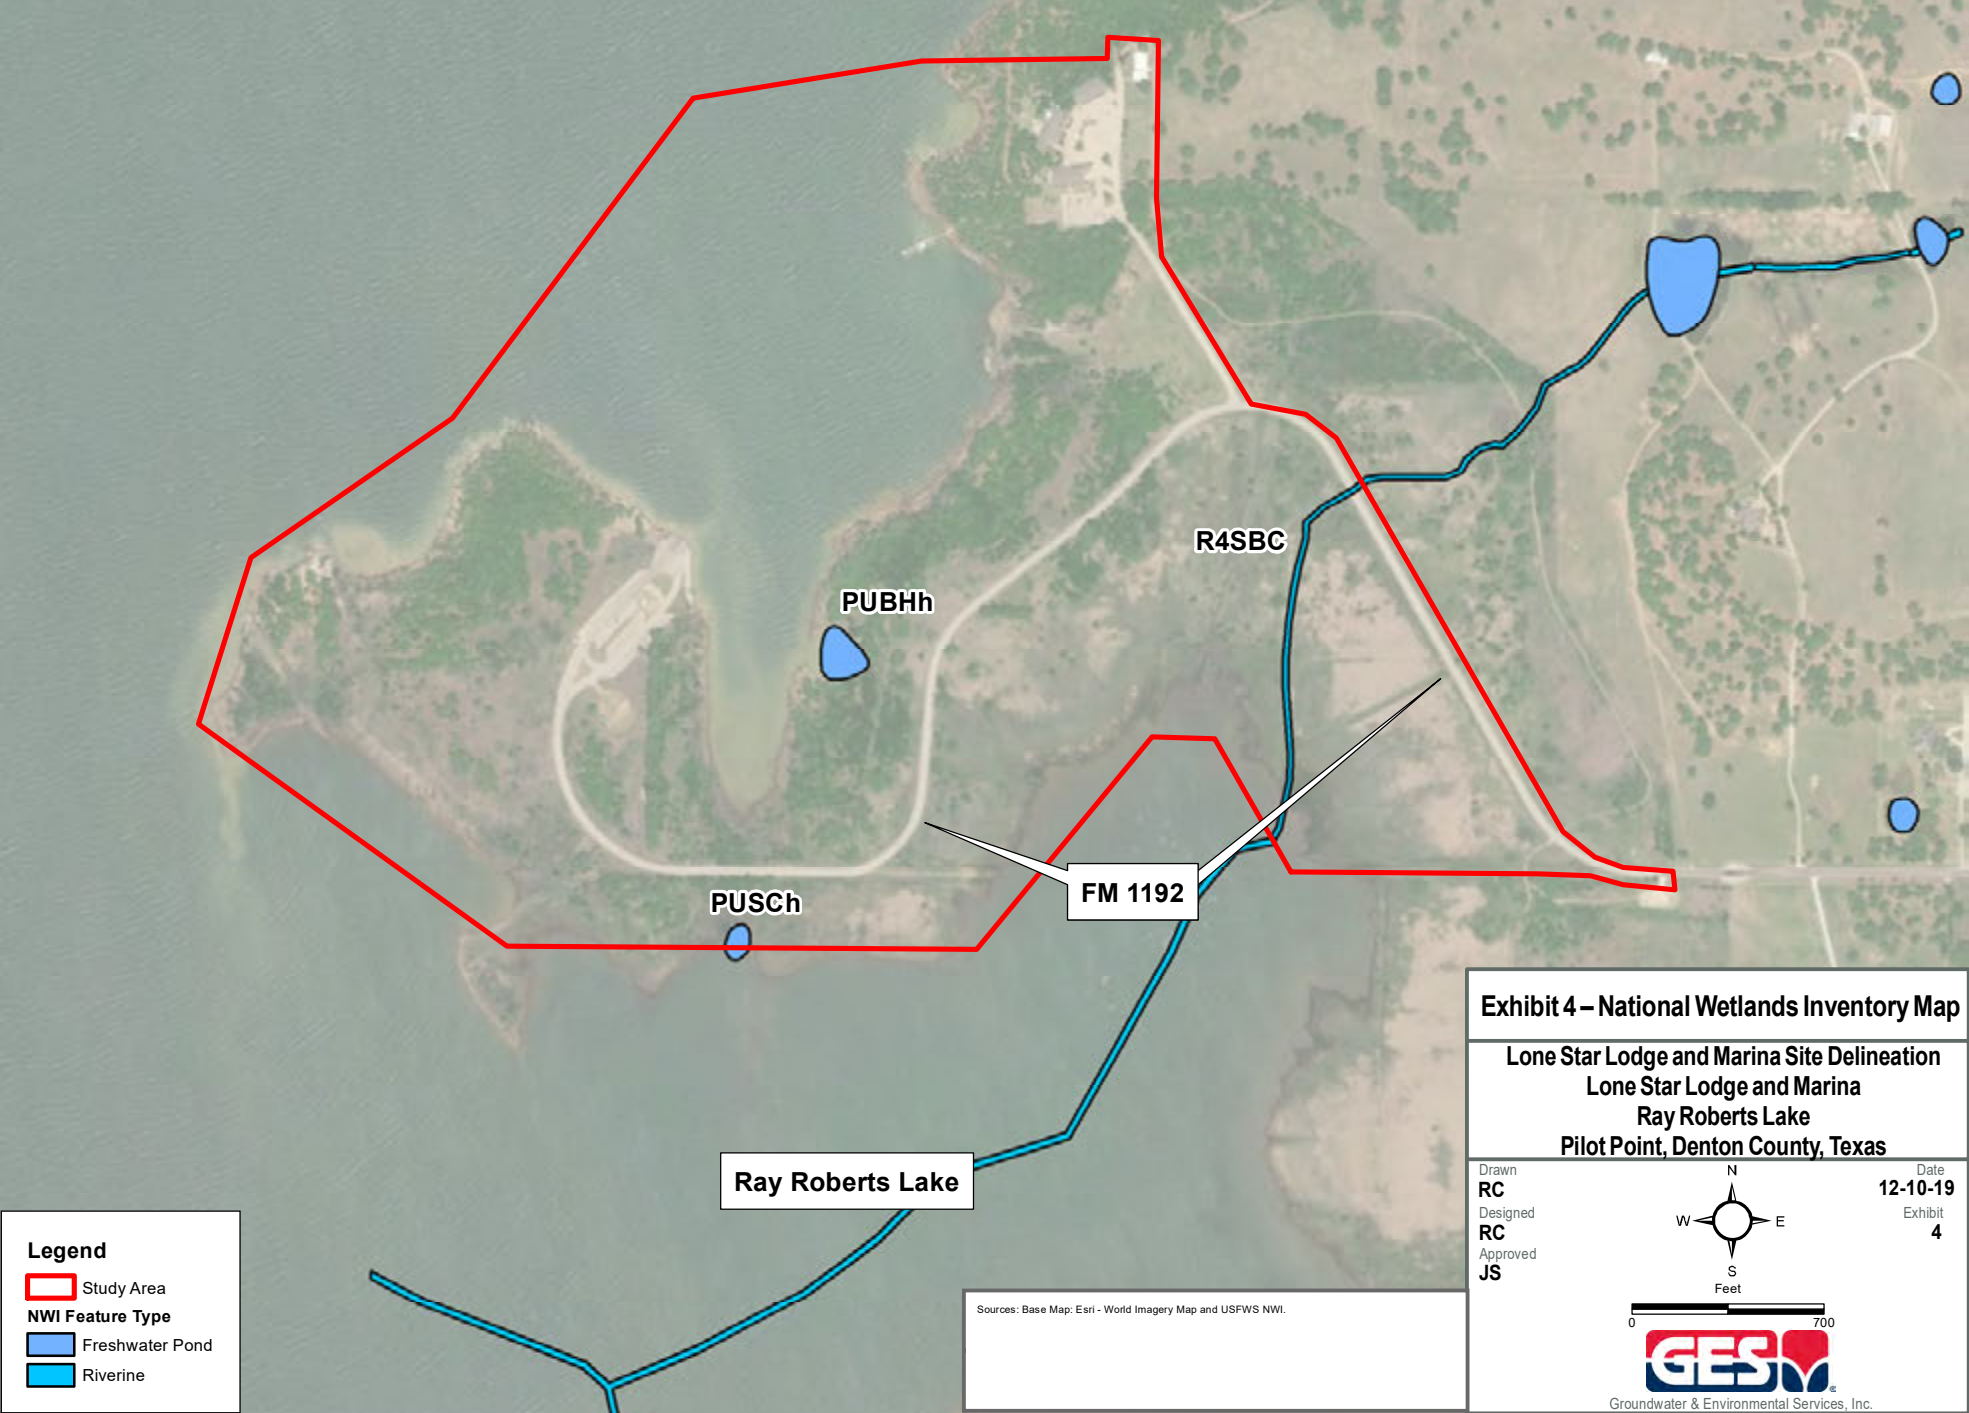 R4SBC
PUBHh
PUSCh
FM 1192
Ray Roberts Lake
Legend
Study Area
NWI Feature Type
Freshwater Pond
Riverine
Sources: Base Map: Esri - World Imagery Map and USFWS NWI.
Exhibit 4 – National Wetlands Inventory Map
Lone Star Lodge and Marina Site Delineation
Lone Star Lodge and Marina
Ray Roberts Lake
Pilot Point, Denton County, Texas
Drawn
RC
Designed
RC
Approved
JS
N
W E
S
Date
12-10-19
Exhibit
4
Feet
0 700
GES
Groundwater & Environmental Services, Inc.